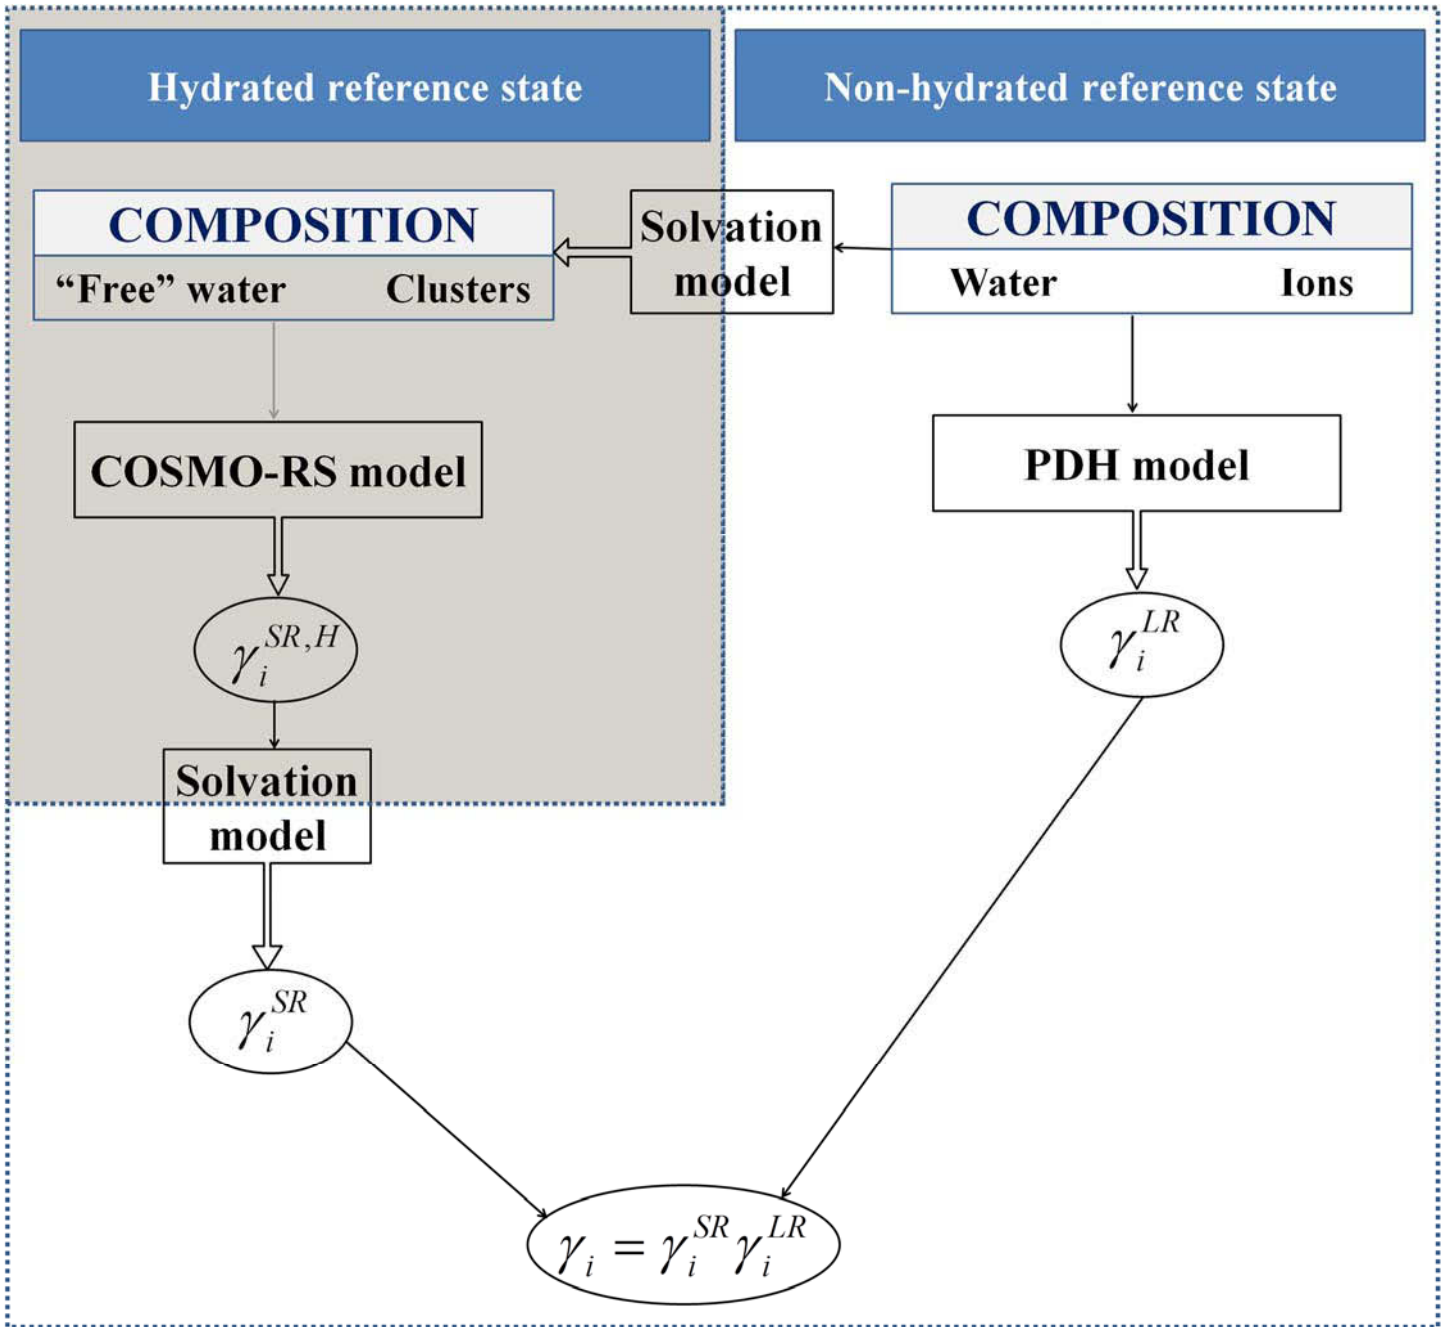 Hydrated reference state
Non-hydrated reference state
COMPOSITION
“Free” water Clusters
Solvation
model
COMPOSITION
Water Ions
COSMO-RS model
PDH model
γ_i^{SR,H}
γ_i^{LR}
Solvation
model
γ_i^{SR}
γ_i = γ_i^{SR} γ_i^{LR}